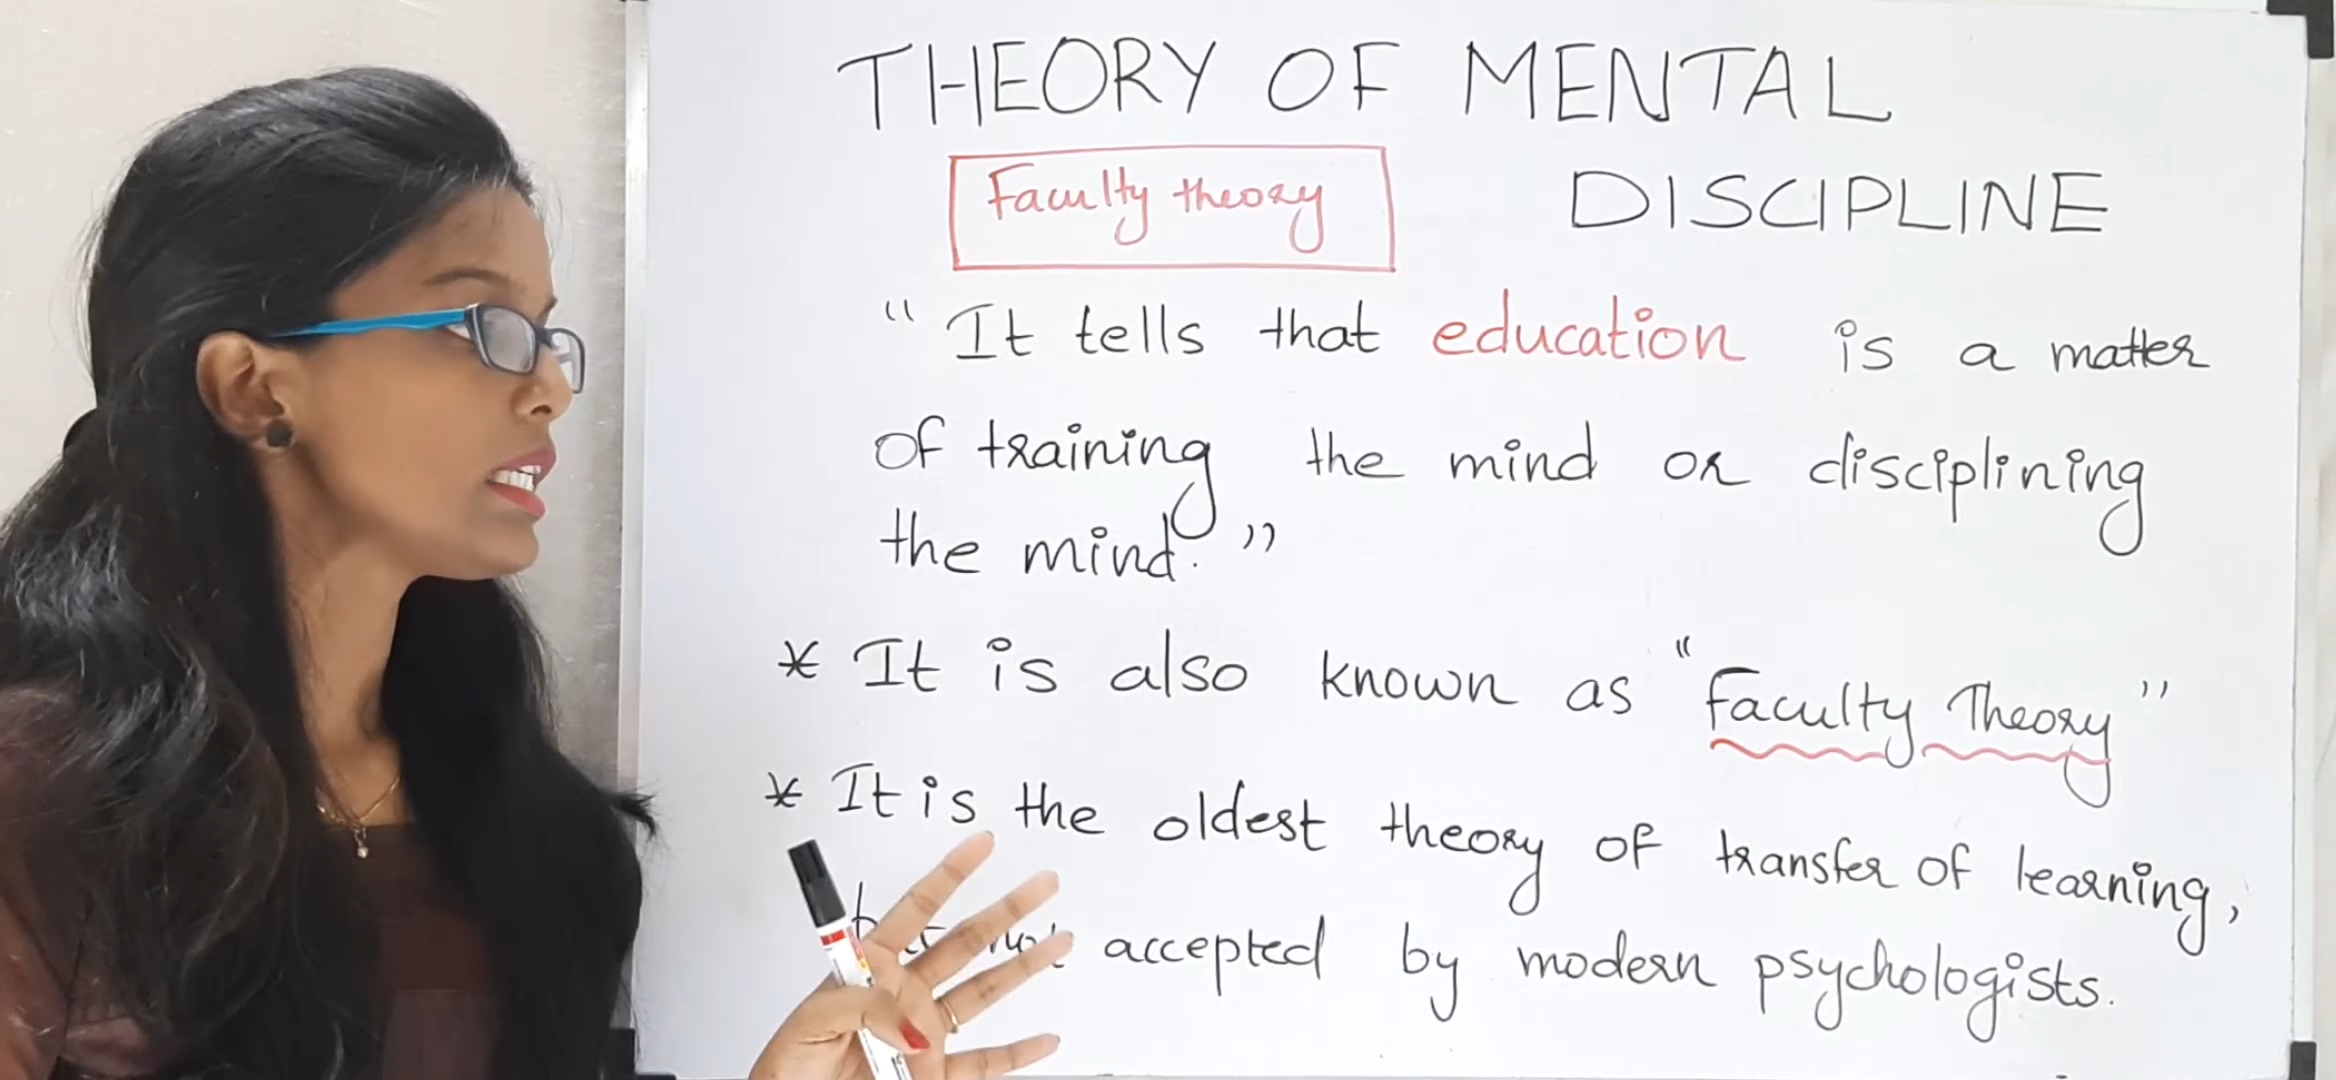 THEORY OF MENTAL
Faculty theory DISCIPLINE
" It tells that education is a matter
of training the mind or disciplining
the mind. "
* It is also known as "Faculty Theory"
* It is the oldest theory of transfer of learning,
but not accepted by modern psychologists.